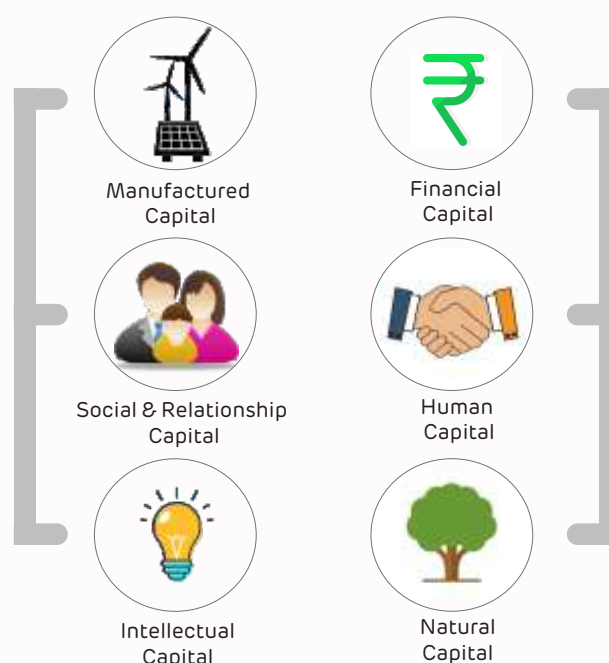 Manufactured
Capital
Financial
Capital
Social & Relationship
Capital
Human
Capital
Intellectual
Capital
Natural
Capital